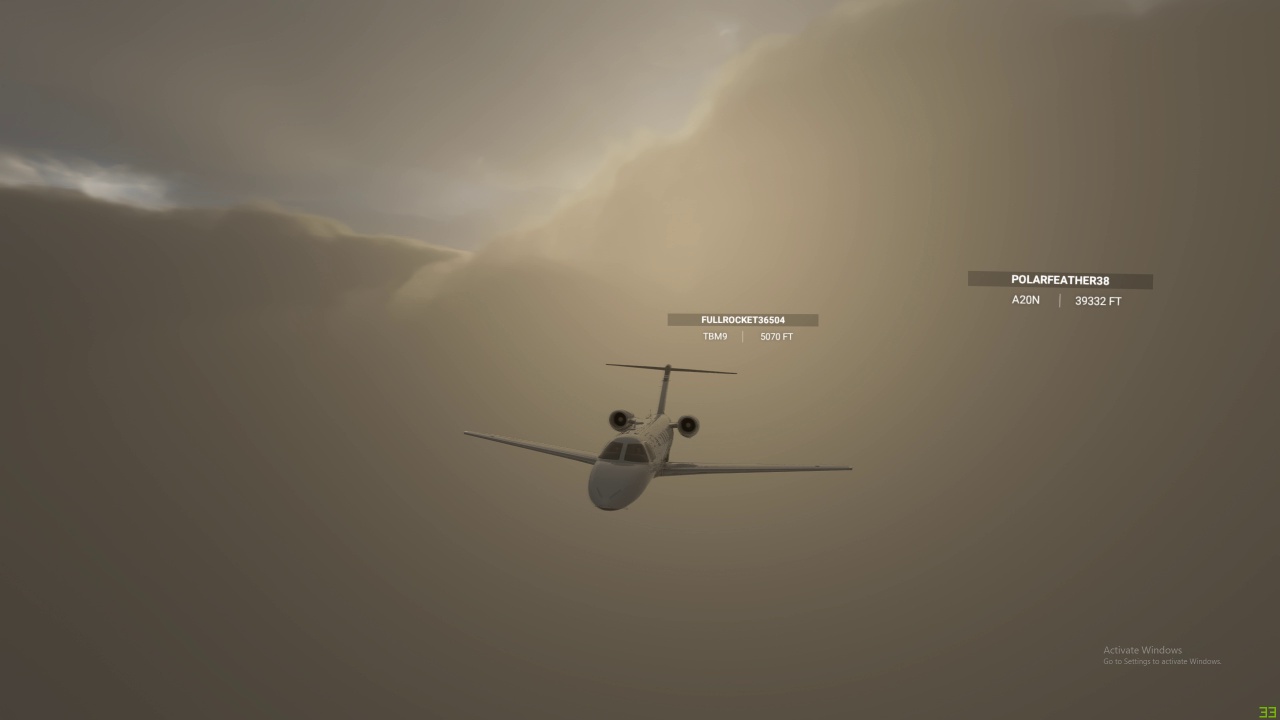 POLARFEATHER38
A20N | 39332 FT
FULLROCKET36504
TBM9 | 5070 FT
Activate Windows
Go to Settings to activate Windows.
33